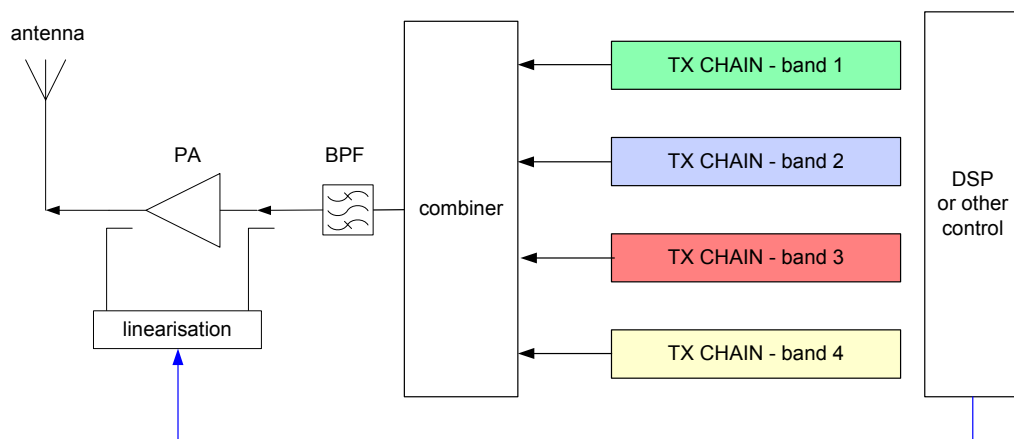 antenna
PA
BPF
linearisation
combiner
TX CHAIN - band 1
TX CHAIN - band 2
TX CHAIN - band 3
TX CHAIN - band 4
DSP
or other
control